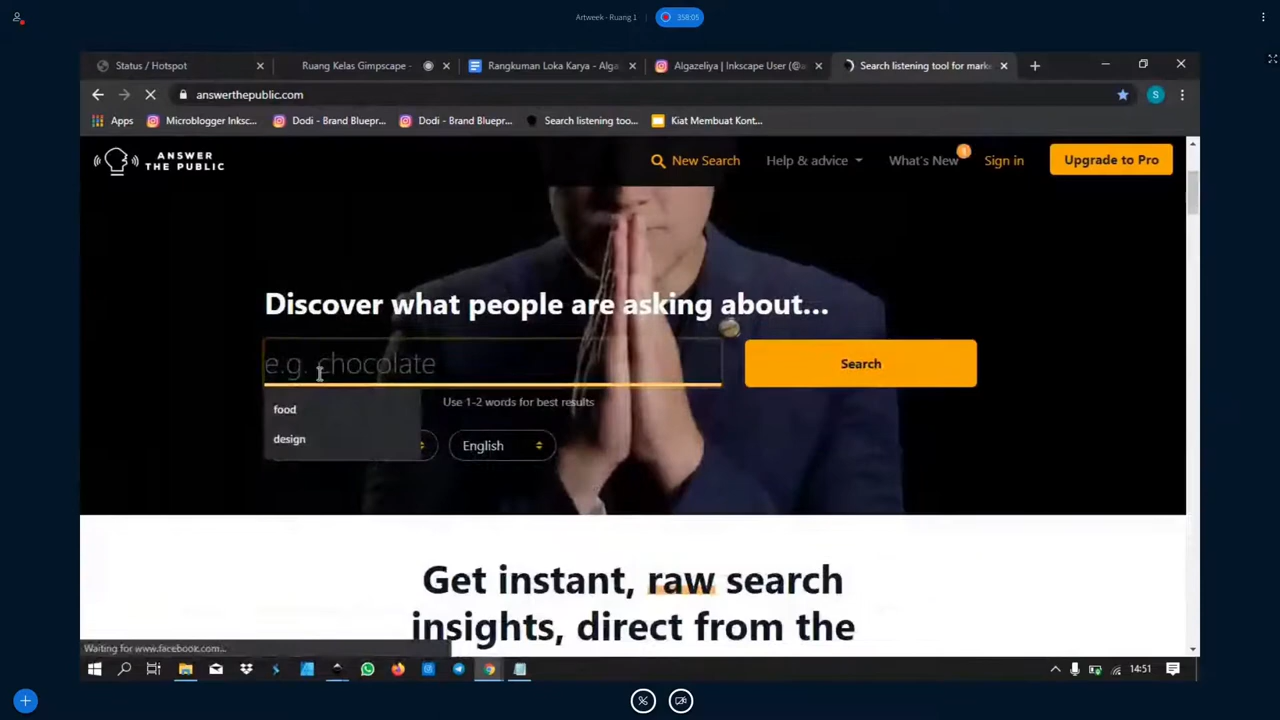 Artweek - Ruang 1
358:05
Status / Hotspot
Ruang Kelas Gimpscape -
Rangkuman Loka Karya - Alga
Algazeliya | Inkscape User (@
Search listening tool for mark
answerthepublic.com
S
Apps
Microblogger Inksc...
Dodi - Brand Bluepr...
Dodi - Brand Bluepr...
Search listening too...
Kiat Membuat Kont...
ANSWER
THE PUBLIC
New Search
Help & advice
What's New
Sign in
Upgrade to Pro
Discover what people are asking about...
e.g. chocolate
Search
food
Use 1-2 words for best results
design
English
Get instant, raw search
insights, direct from the
Waiting for www.facebook.com...
14:51